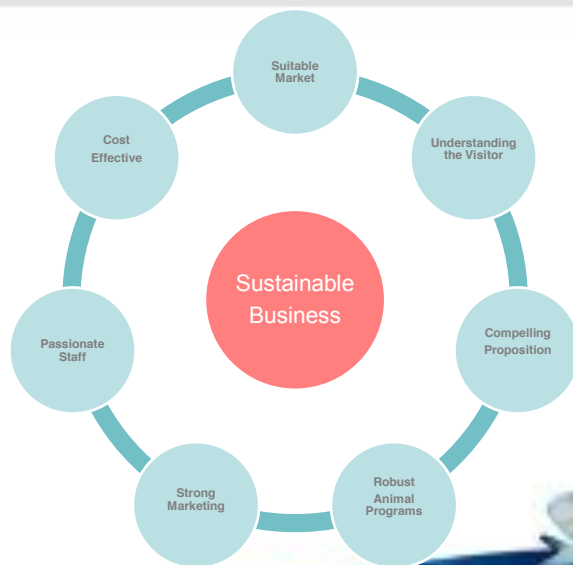 Suitable
Market
Understanding
the Visitor
Compelling
Proposition
Robust
Animal
Programs
Strong
Marketing
Passionate
Staff
Cost
Effective
Sustainable
Business